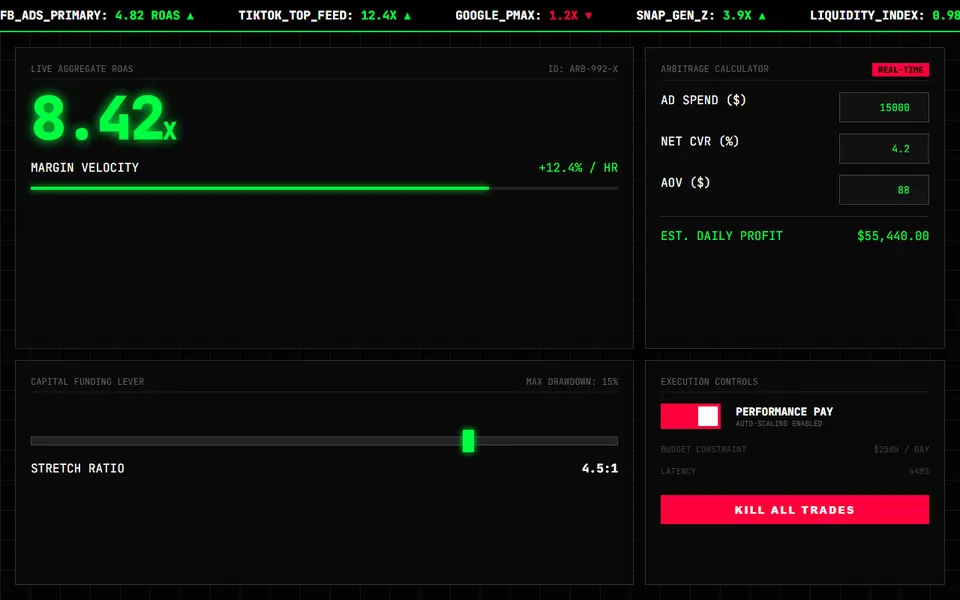 FB_ADS_PRIMARY: 4.82 ROAS ▲ TIKTOK_TOP_FEED: 12.4X ▲ GOOGLE_PMAX: 1.2X ▼ SNAP_GEN_Z: 3.9X ▲ LIQUIDITY_INDEX: 0.98
LIVE AGGREGATE ROAS ID: ARB-992-X
8.42X
MARGIN VELOCITY +12.4% / HR
ARBITRAGE CALCULATOR REAL-TIME
AD SPEND ($) 15000
NET CVR (%) 4.2
AOV ($) 88
EST. DAILY PROFIT $55,440.00
CAPITAL FUNDING LEVER MAX DRAWDOWN: 15%
STRETCH RATIO 4.5:1
EXECUTION CONTROLS
PERFORMANCE PAY
AUTO-SCALING ENABLED
BUDGET CONSTRAINT $250k / DAY
LATENCY 44MS
KILL ALL TRADES